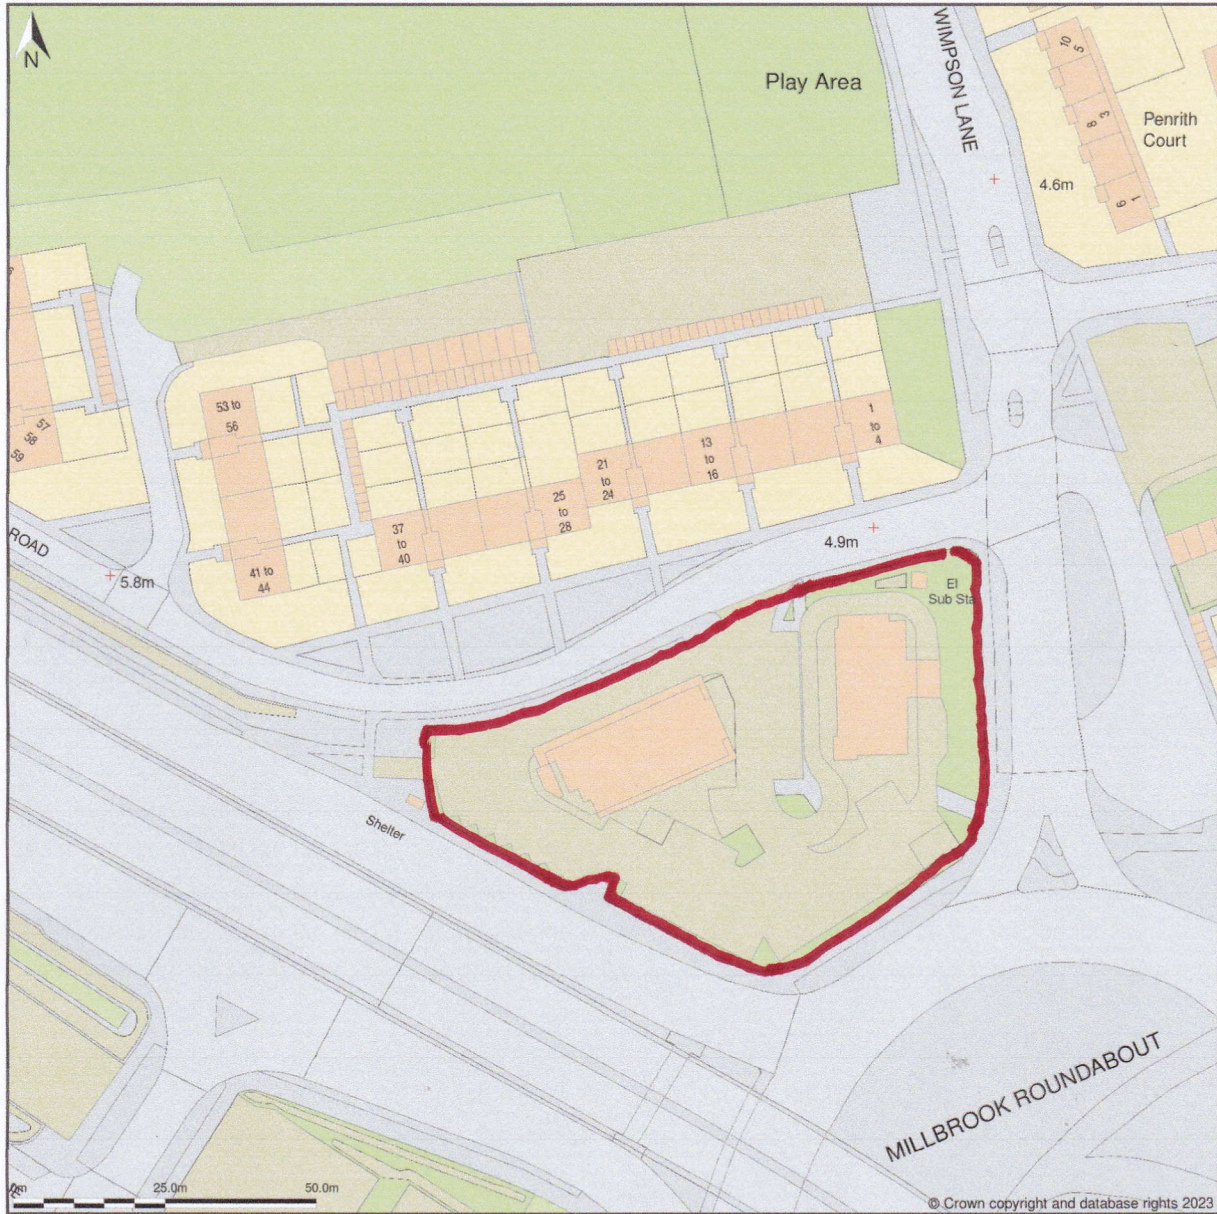 N
Play Area
WIMPSON LANE
10
5
8
3
6
1
Penrith
Court
4.6m
53 to
56
57
58
59
1
to
4
13
to
16
21
to
24
25
to
28
37
to
40
41 to
44
ROAD
5.8m
4.9m
El
Sub Sta
Shelter
MILLBROOK ROUNDABOUT
25.0m
50.0m
© Crown copyright and database rights 2023